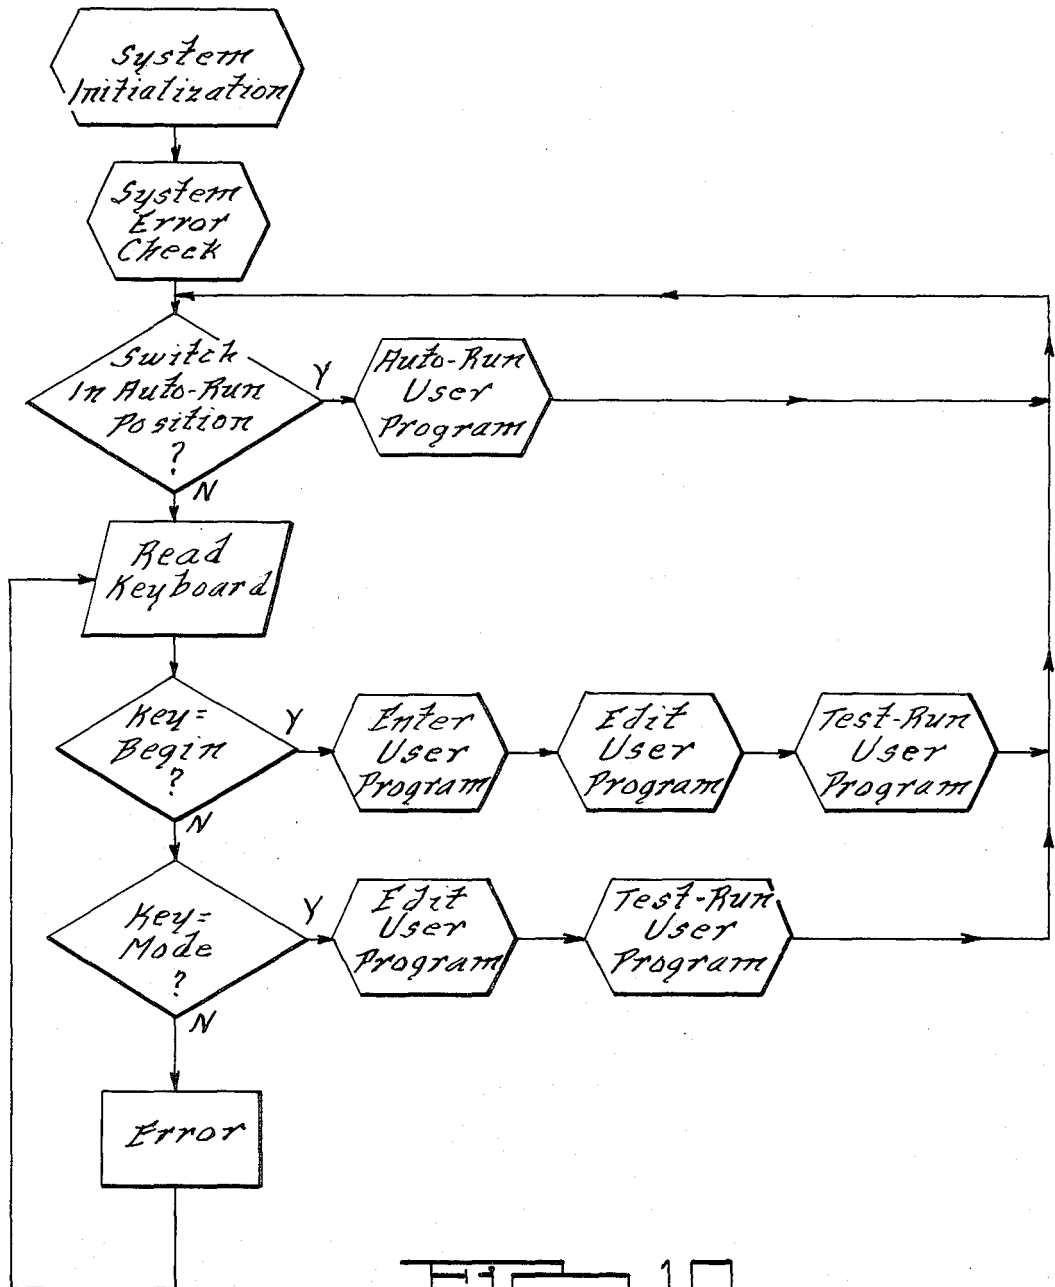 System
Initialization
System
Error
Check
Switch
In Auto-Run
Position
?
Y
N
Auto-Run
User
Program
Read
Keyboard
Key=
Begin
?
Y
N
Enter
User
Program
Edit
User
Program
Test-Run
User
Program
Key=
Mode
?
Y
N
Edit
User
Program
Test-Run
User
Program
Error